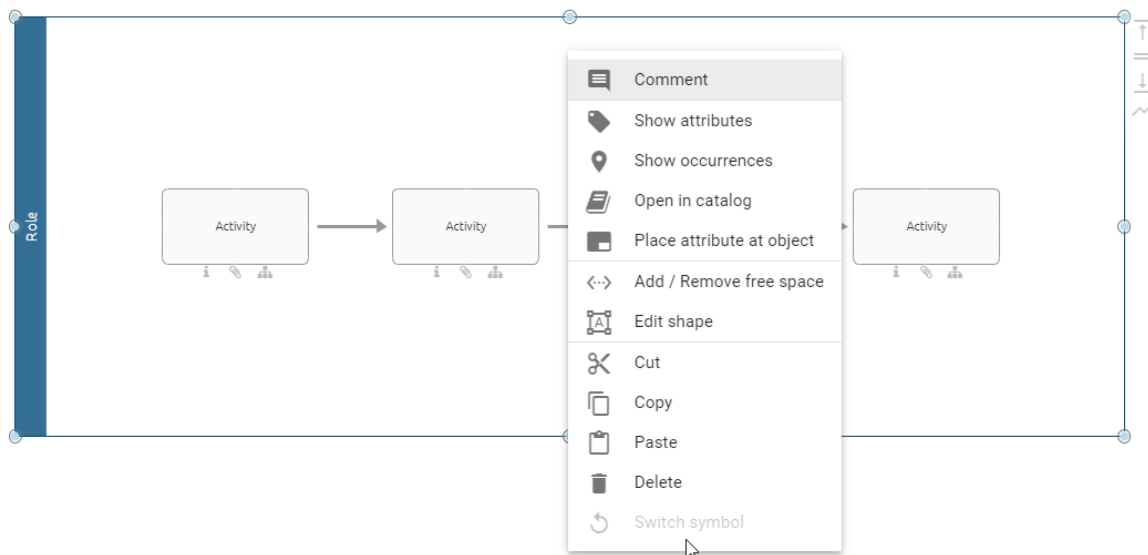 Role
Activity
Activity
Activity
Comment
Show attributes
Show occurrences
Open in catalog
Place attribute at object
Add / Remove free space
Edit shape
Cut
Copy
Paste
Delete
Switch symbol